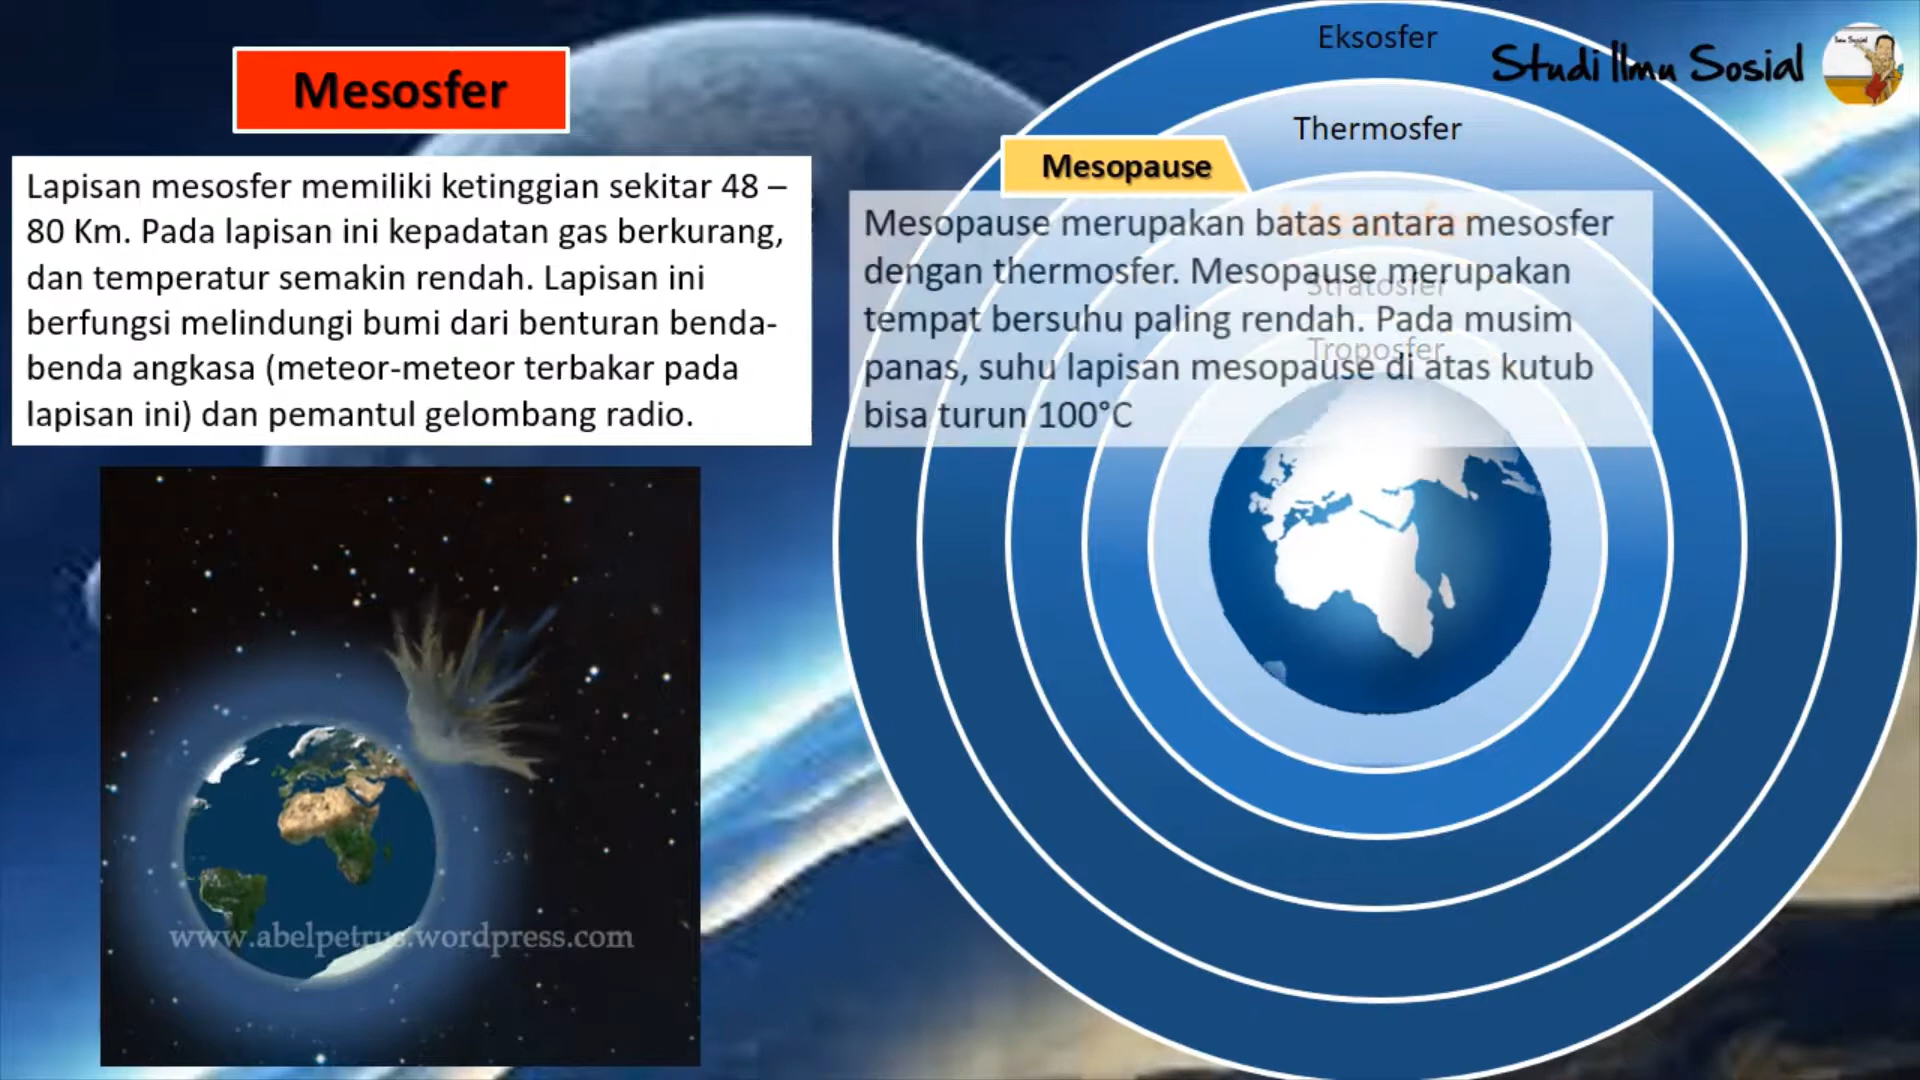 Mesosfer
Lapisan mesosfer memiliki ketinggian sekitar 48 –
80 Km. Pada lapisan ini kepadatan gas berkurang,
dan temperatur semakin rendah. Lapisan ini
berfungsi melindungi bumi dari benturan benda-
benda angkasa (meteor-meteor terbakar pada
lapisan ini) dan pemantul gelombang radio.
www.abelpetrus.wordpress.com
Eksosfer
Studi Ilmu Sosial
Thermosfer
Mesopause
Mesopause merupakan batas antara mesosfer
dengan thermosfer. Mesopause merupakan
tempat bersuhu paling rendah. Pada musim
panas, suhu lapisan mesopause di atas kutub
bisa turun 100°C
Stratosfer
Troposfer